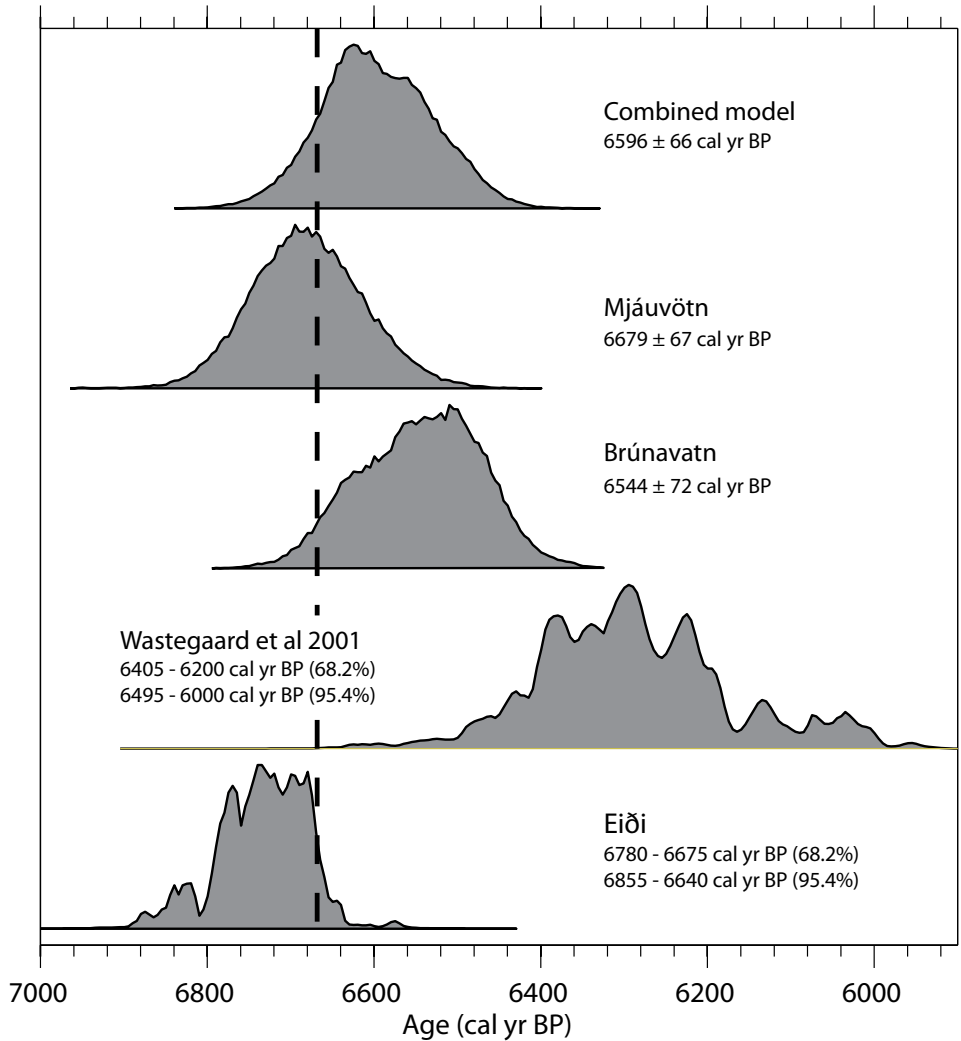 Combined model
6596 ± 66 cal yr BP
Mjáuvötn
6679 ± 67 cal yr BP
Brúnavatn
6544 ± 72 cal yr BP
Wastegaard et al 2001
6405 - 6200 cal yr BP (68.2%)
6495 - 6000 cal yr BP (95.4%)
Eiði
6780 - 6675 cal yr BP (68.2%)
6855 - 6640 cal yr BP (95.4%)
7000 6800 6600 6400 6200 6000
Age (cal yr BP)